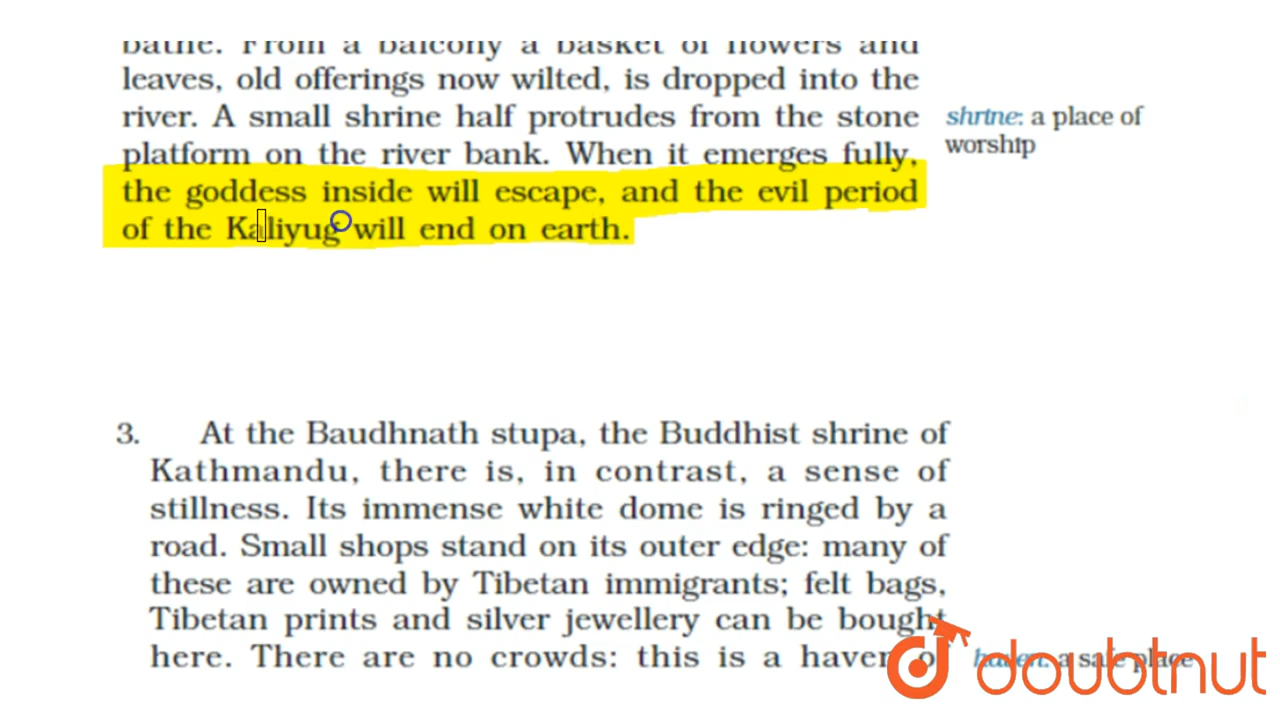 bathe. From a balcony a basket of flowers and
leaves, old offerings now wilted, is dropped into the
river. A small shrine half protrudes from the stone
platform on the river bank. When it emerges fully,
the goddess inside will escape, and the evil period
of the Kaliyug will end on earth.
shrine: a place of
worship
3. At the Baudhnath stupa, the Buddhist shrine of
Kathmandu, there is, in contrast, a sense of
stillness. Its immense white dome is ringed by a
road. Small shops stand on its outer edge: many of
these are owned by Tibetan immigrants; felt bags,
Tibetan prints and silver jewellery can be bought
here. There are no crowds: this is a haven of
haven: a safe place
doubtnut